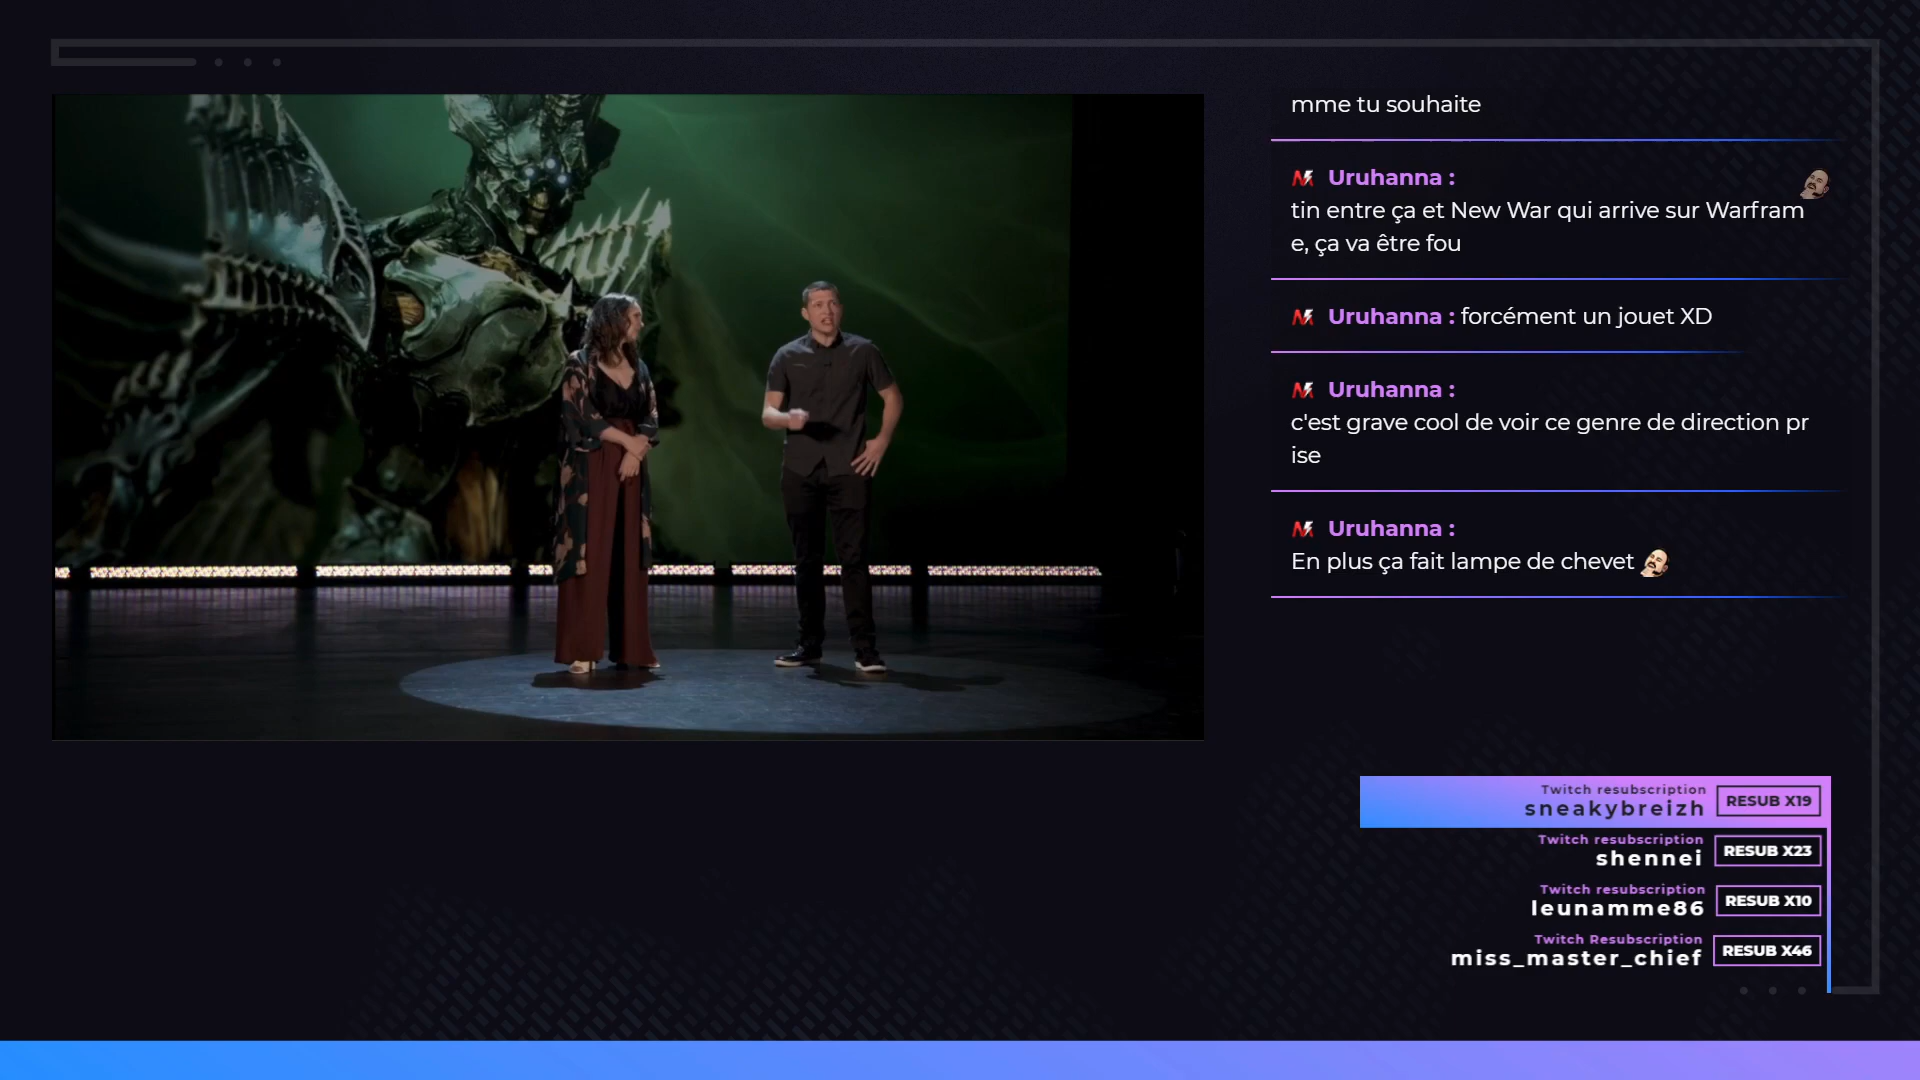 mme tu souhaite
Uruhanna :
tin entre ça et New War qui arrive sur Warfram
e, ça va être fou
Uruhanna : forcément un jouet XD
Uruhanna :
c'est grave cool de voir ce genre de direction pr
ise
Uruhanna :
En plus ça fait lampe de chevet
Twitch resubscription
sneakybreizh
RESUB X19
Twitch resubscription
shennei
RESUB X23
Twitch resubscription
leunamme86
RESUB X10
Twitch Resubscription
miss_master_chief
RESUB X46